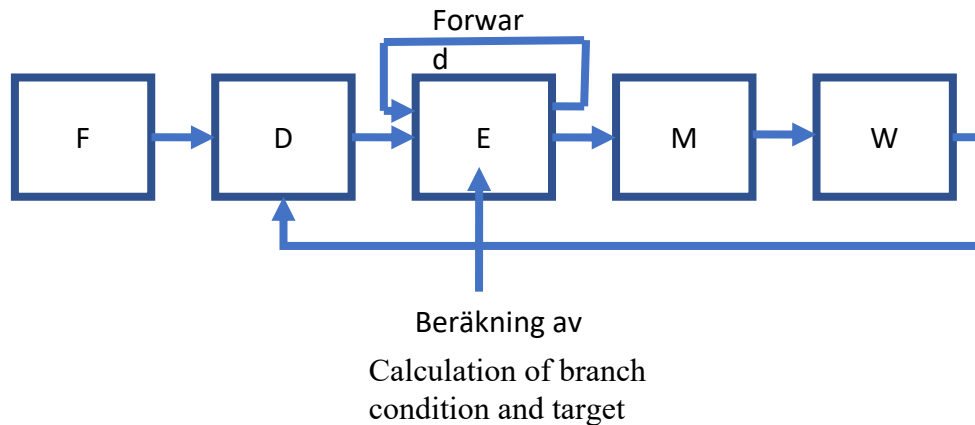 Forwar
d
F
D
E
M
W
Beräkning av
Calculation of branch
condition and target